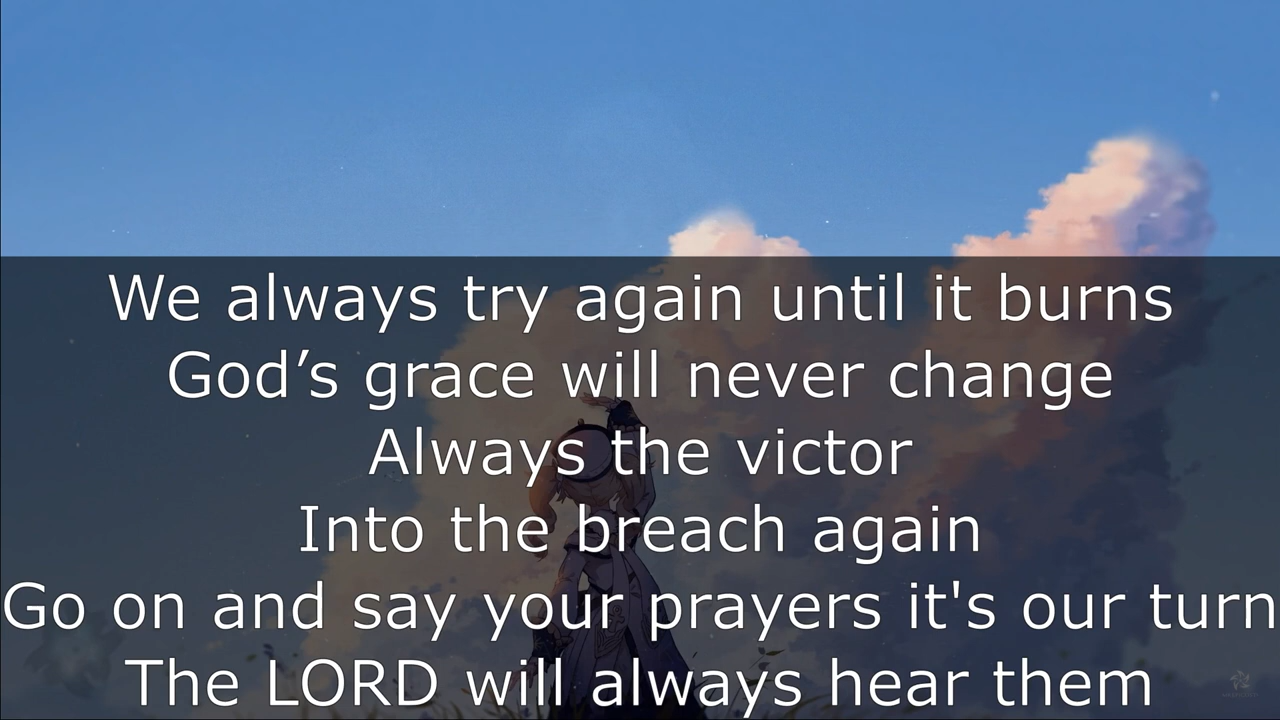 We always try again until it burns
God’s grace will never change
Always the victor
Into the breach again
Go on and say your prayers it's our turn
The LORD will always hear them